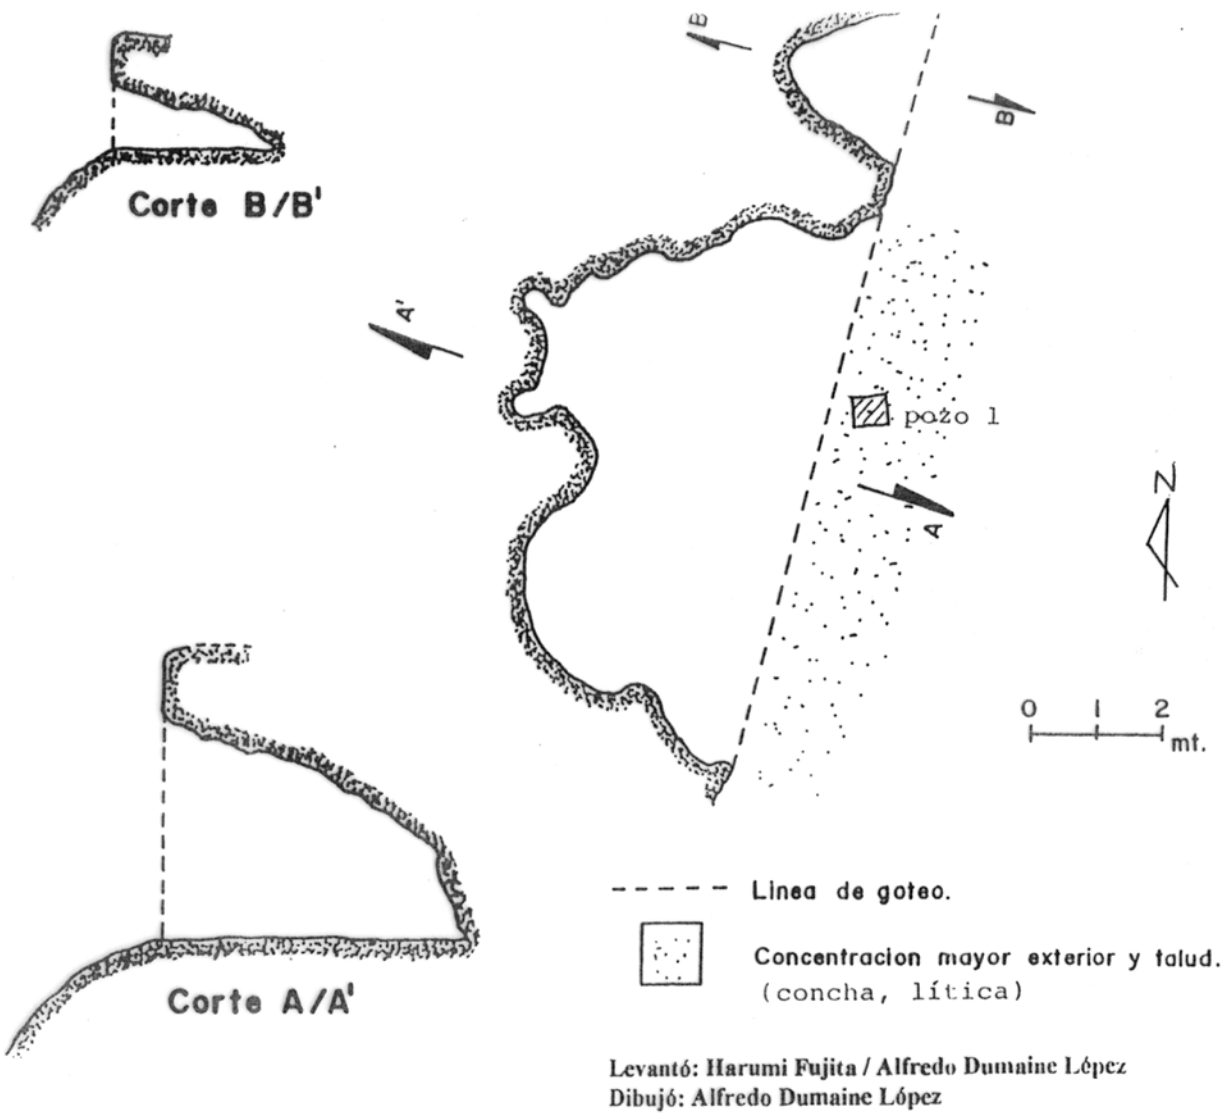 B
B
Corte B/B'
A'
pozo 1
A
N
0 1 2
mt.
Linea de goteo.
Concentracion mayor exterior y talud.
(concha, lítica)
Corte A/A'
Levantó: Harumi Fujita / Alfredo Dumaine López
Dibujó: Alfredo Dumaine López